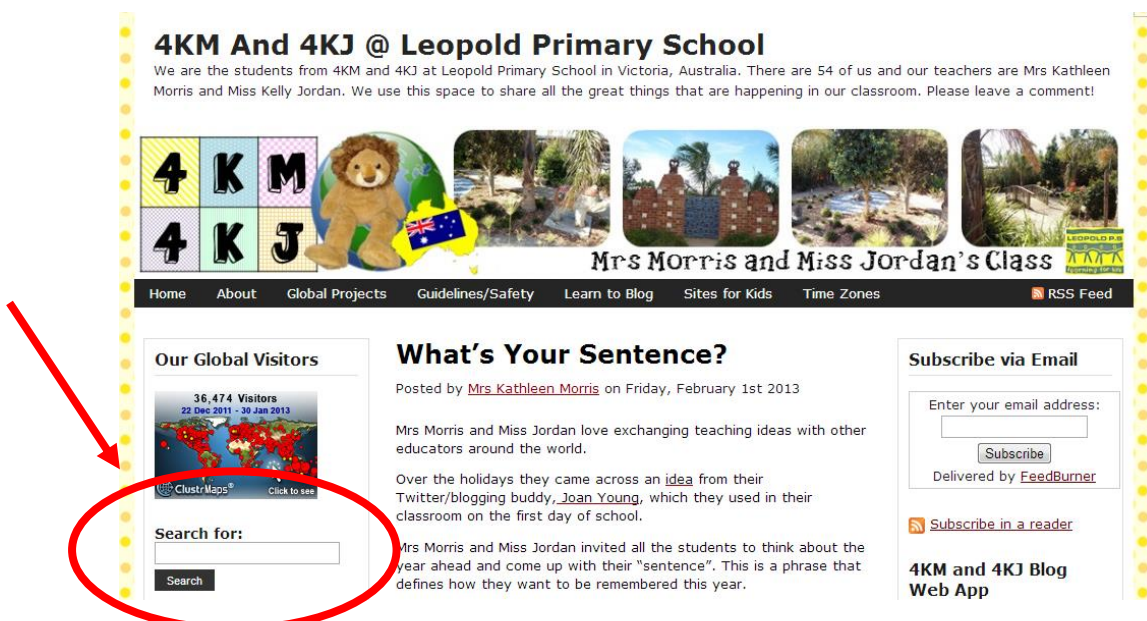 4KM And 4KJ @ Leopold Primary School
We are the students from 4KM and 4KJ at Leopold Primary School in Victoria, Australia. There are 54 of us and our teachers are Mrs Kathleen
Morris and Miss Kelly Jordan. We use this space to share all the great things that are happening in our classroom. Please leave a comment!
4 K M
4 K J
Mrs Morris and Miss Jordan's Class
LEOPOLD P.S
learning for life
Home About Global Projects Guidelines/Safety Learn to Blog Sites for Kids Time Zones RSS Feed
Our Global Visitors
36,474 Visitors
22 Dec 2011 - 30 Jan 2013
ClustrMaps® Click to see
Search for:
Search
What's Your Sentence?
Posted by Mrs Kathleen Morris on Friday, February 1st 2013
Mrs Morris and Miss Jordan love exchanging teaching ideas with other
educators around the world.
Over the holidays they came across an idea from their
Twitter/blogging buddy, Joan Young, which they used in their
classroom on the first day of school.
Mrs Morris and Miss Jordan invited all the students to think about the
year ahead and come up with their "sentence". This is a phrase that
defines how they want to be remembered this year.
Subscribe via Email
Enter your email address:
Subscribe
Delivered by FeedBurner
Subscribe in a reader
4KM and 4KJ Blog
Web App